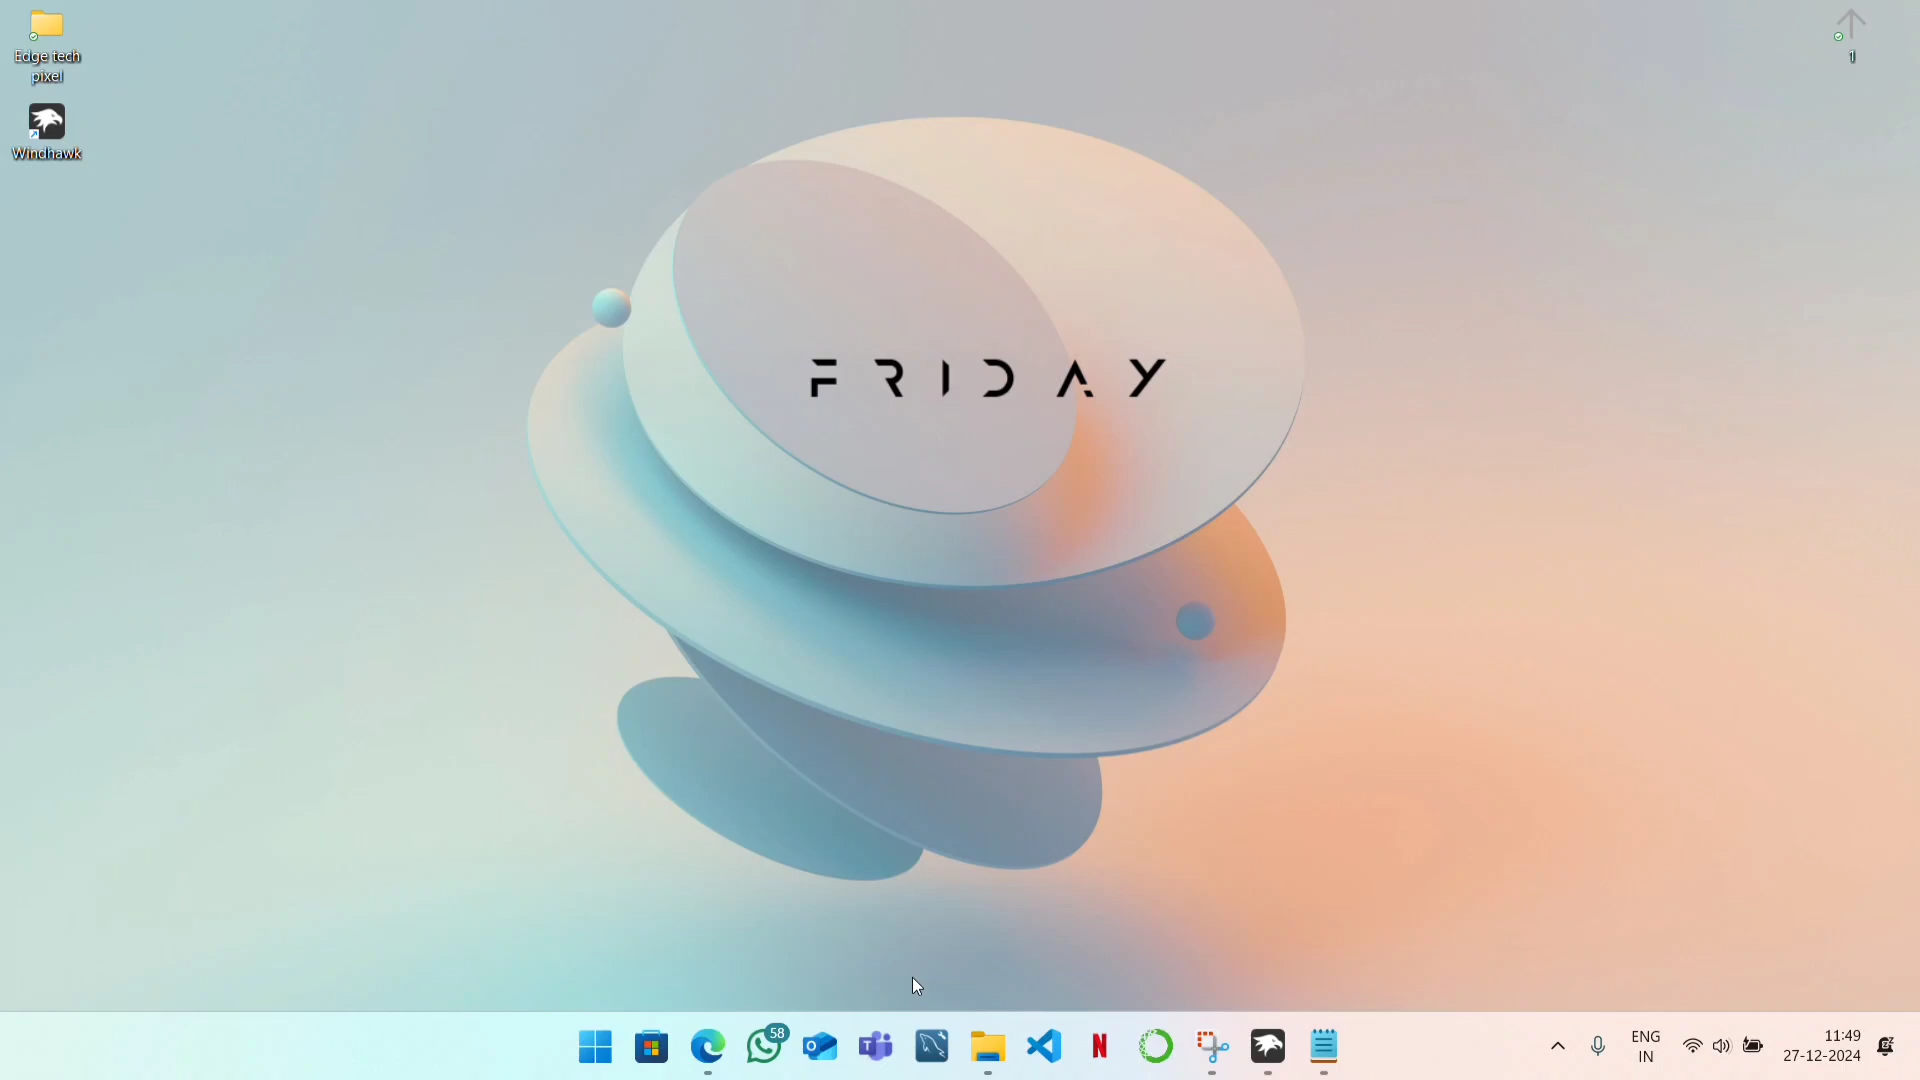 Edge tech
pixel
Windhawk
1
FRIDAY
58
ENG
IN
11:49
27-12-2024